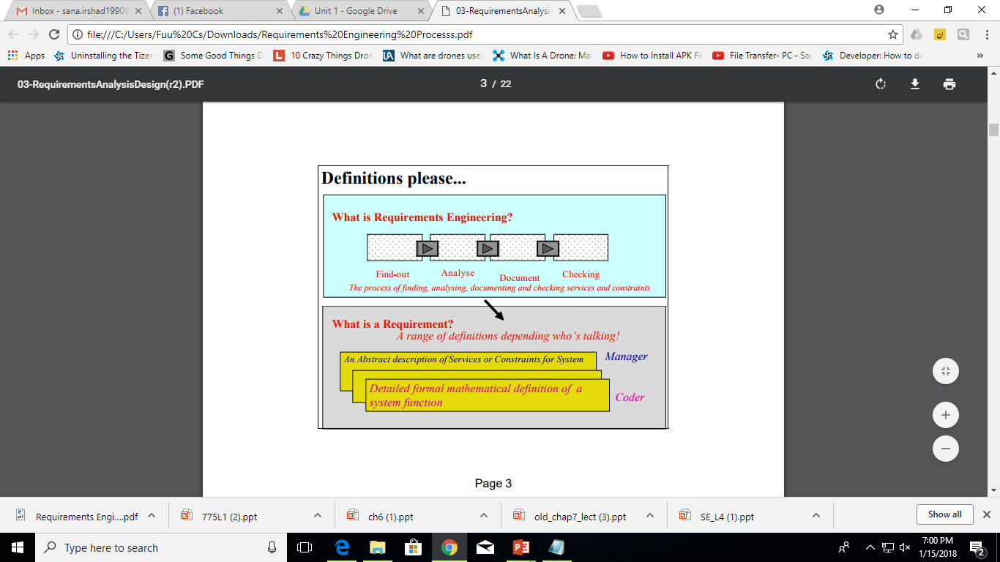 Inbox - sana.irshad1990@
(1) Facebook
Unit 1 - Google Drive
03-RequirementsAnalysis
file:///C:/Users/Fuu%20Cs/Downloads/Requirements%20Engineering%20Processs.pdf
Apps
Uninstalling the Tizen
Some Good Things D
10 Crazy Things Dron
What are drones used
What Is A Drone: Mai
How to Install APK Fil
File Transfer- PC - Sam
Developer: How to de
03-RequirementsAnalysisDesign(r2).PDF
3 / 22
Definitions please...
What is Requirements Engineering?
Find-out
Analyse
Document
Checking
The process of finding, analysing, documenting and checking services and constraints
What is a Requirement?
A range of definitions depending who's talking!
An Abstract description of Services or Constraints for System
Manager
Detailed formal mathematical definition of a
system function
Coder
Page 3
Requirements Engi....pdf
775L1 (2).ppt
ch6 (1).ppt
old_chap7_lect (3).ppt
SE_L4 (1).ppt
Show all
Type here to search
7:00 PM
1/15/2018
2